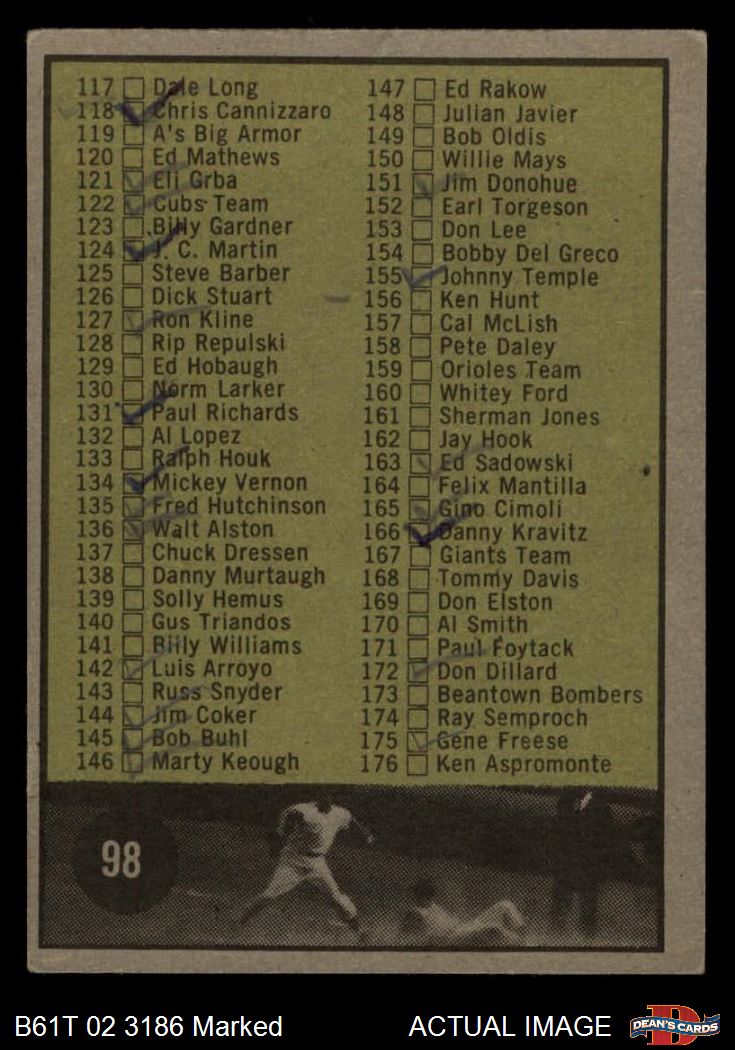 117 Dale Long
118 Chris Cannizzaro
119 A's Big Armor
120 Ed Mathews
121 Eli Grba
122 Cubs Team
123 Billy Gardner
124 J. C. Martin
125 Steve Barber
126 Dick Stuart
127 Ron Kline
128 Rip Repulski
129 Ed Hobaugh
130 Norm Larker
131 Paul Richards
132 Al Lopez
133 Ralph Houk
134 Mickey Vernon
135 Fred Hutchinson
136 Walt Alston
137 Chuck Dressen
138 Danny Murtaugh
139 Solly Hemus
140 Gus Triandos
141 Billy Williams
142 Luis Arroyo
143 Russ Snyder
144 Jim Coker
145 Bob Buhl
146 Marty Keough
147 Ed Rakow
148 Julian Javier
149 Bob Oldis
150 Willie Mays
151 Jim Donohue
152 Earl Torgeson
153 Don Lee
154 Bobby Del Greco
155 Johnny Temple
156 Ken Hunt
157 Cal McLish
158 Pete Daley
159 Orioles Team
160 Whitey Ford
161 Sherman Jones
162 Jay Hook
163 Ed Sadowski
164 Felix Mantilla
165 Gino Cimoli
166 Danny Kravitz
167 Giants Team
168 Tommy Davis
169 Don Elston
170 Al Smith
171 Paul Foytack
172 Don Dillard
173 Beantown Bombers
174 Ray Semproch
175 Gene Freese
176 Ken Aspromonte
98
B61T 02 3186 Marked
ACTUAL IMAGE
D
DEAN'S CARDS